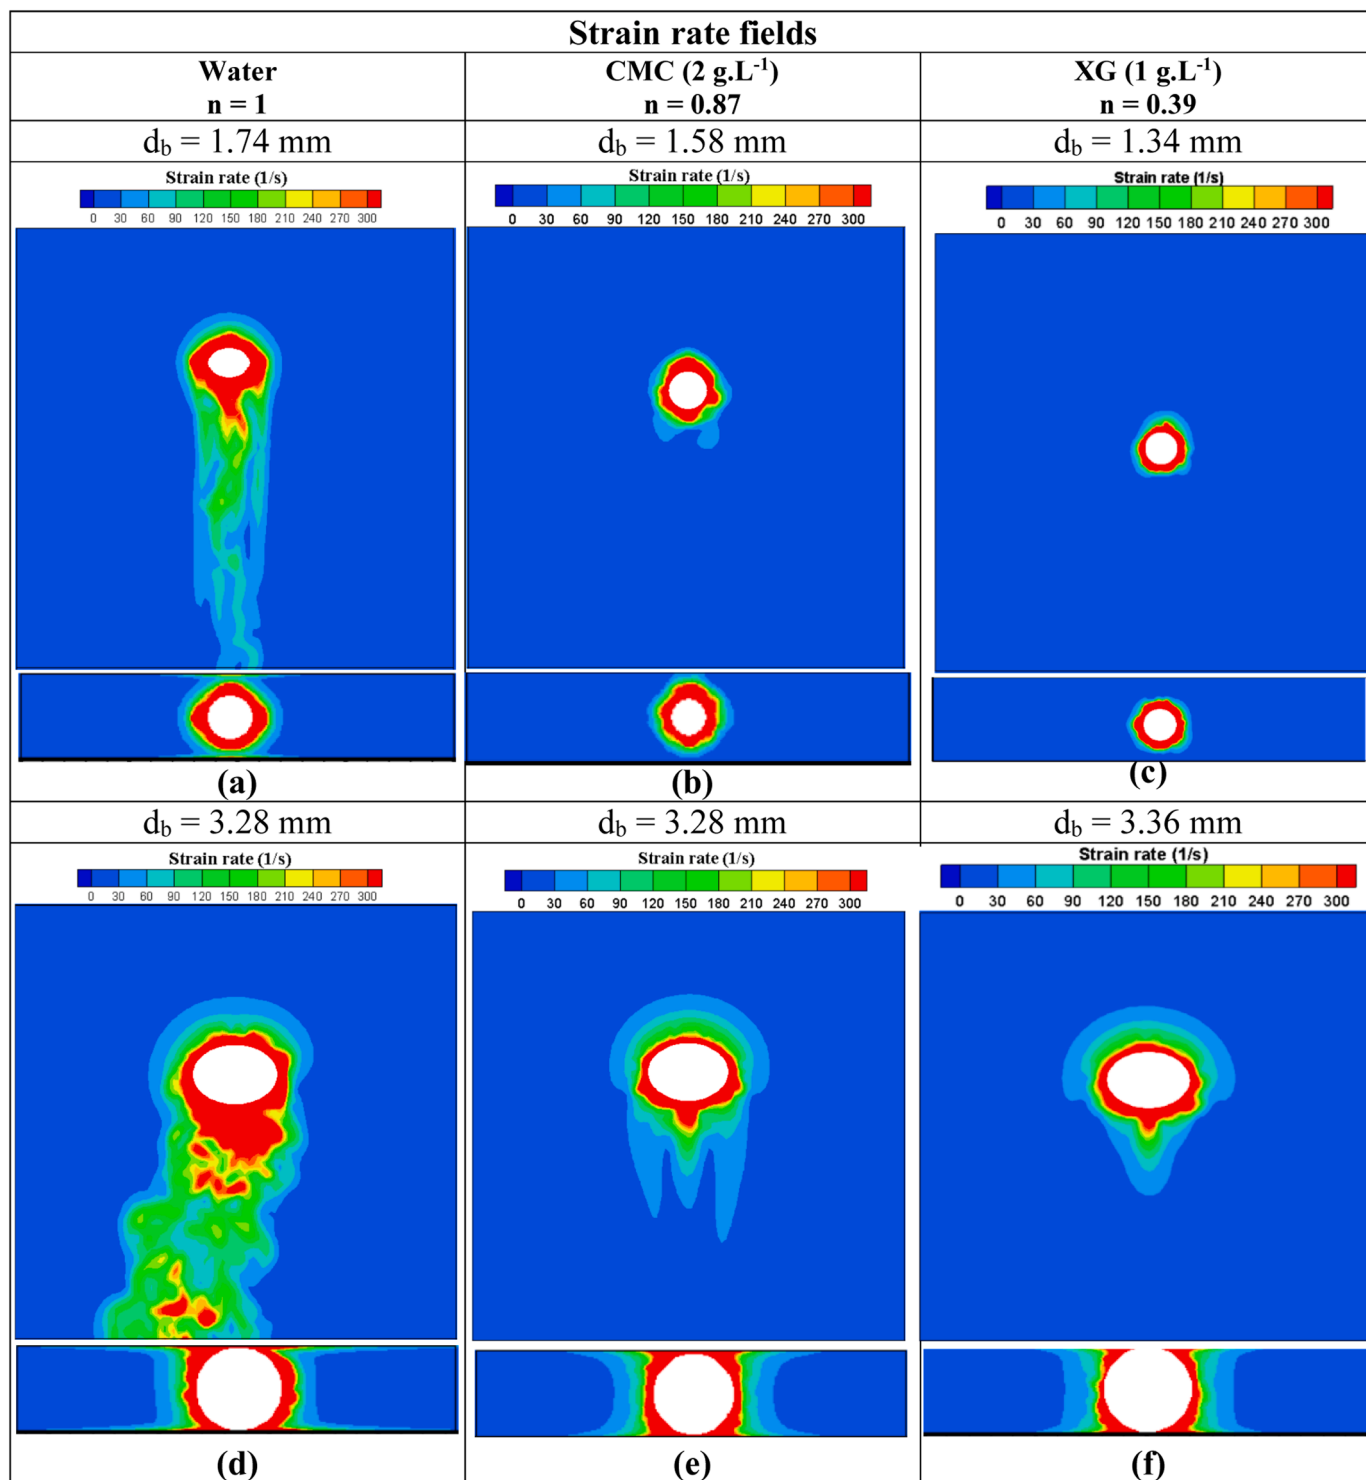 Strain rate fields
Water
n = 1
CMC (2 g.L⁻¹)
n = 0.87
XG (1 g.L⁻¹)
n = 0.39
d_b = 1.74 mm
d_b = 1.58 mm
d_b = 1.34 mm
Strain rate (1/s)
0 30 60 90 120 150 180 210 240 270 300
Strain rate (1/s)
0 30 60 90 120 150 180 210 240 270 300
Strain rate (1/s)
0 30 60 90 120 150 180 210 240 270 300
(a)
(b)
(c)
d_b = 3.28 mm
d_b = 3.28 mm
d_b = 3.36 mm
Strain rate (1/s)
0 30 60 90 120 150 180 210 240 270 300
Strain rate (1/s)
0 30 60 90 120 150 180 210 240 270 300
Strain rate (1/s)
0 30 60 90 120 150 180 210 240 270 300
(d)
(e)
(f)